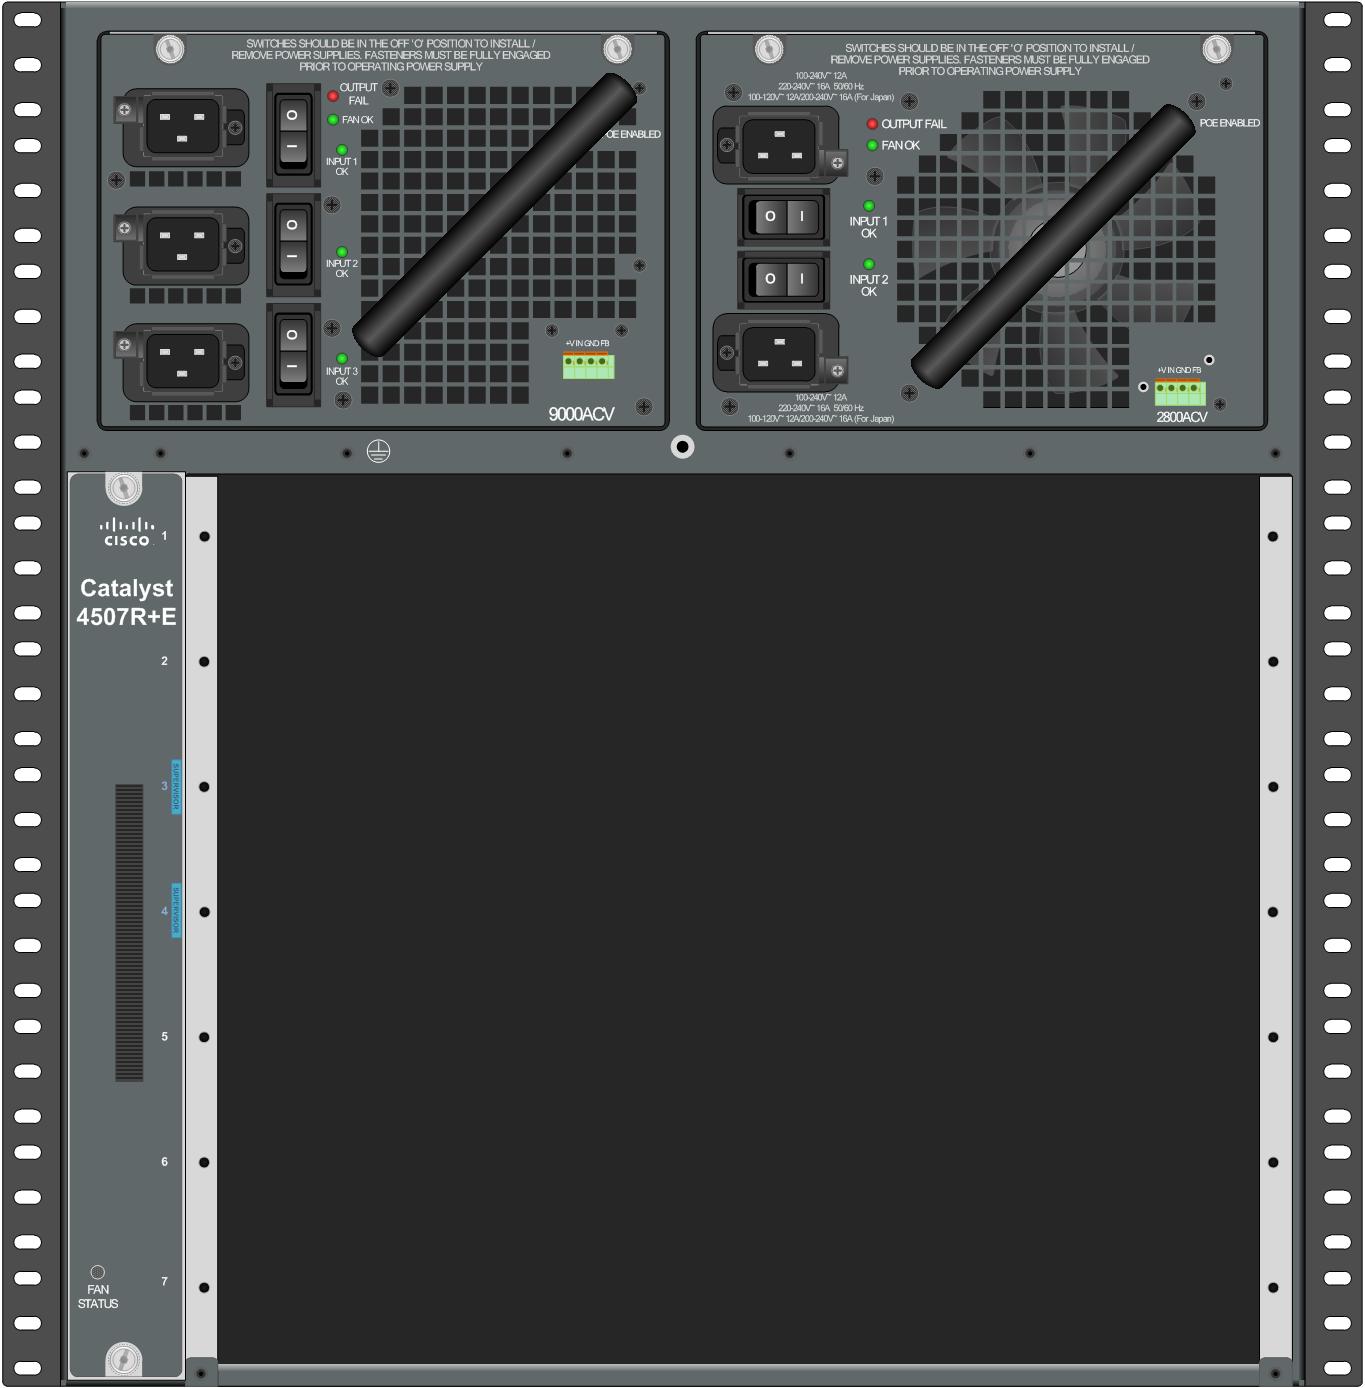 SWITCHES SHOULD BE IN THE OFF 'O' POSITION TO INSTALL /
REMOVE POWER SUPPLIES. FASTENERS MUST BE FULLY ENGAGED
PRIOR TO OPERATING POWER SUPPLY
OUTPUT
FAIL
FAN OK
INPUT 1
OK
INPUT 2
OK
INPUT 3
OK
O
I
O
I
O
I
OE ENABLED
+V IN GND FB
9000ACV
SWITCHES SHOULD BE IN THE OFF 'O' POSITION TO INSTALL /
REMOVE POWER SUPPLIES. FASTENERS MUST BE FULLY ENGAGED
PRIOR TO OPERATING POWER SUPPLY
100-240V~ 12A
220-240V~ 16A 50/60 Hz
100-120V~ 12A/200-240V~ 16A (For Japan)
OUTPUT FAIL
FAN OK
POE ENABLED
O I
INPUT 1
OK
O I
INPUT 2
OK
100-240V~ 12A
220-240V~ 16A 50/60 Hz
100-120V~ 12A/200-240V~ 16A (For Japan)
+V IN GND FB
2800ACV
CISCO
Catalyst
4507R+E
1
2
3 SUPERVISOR
4 SUPERVISOR
5
6
7
FAN
STATUS